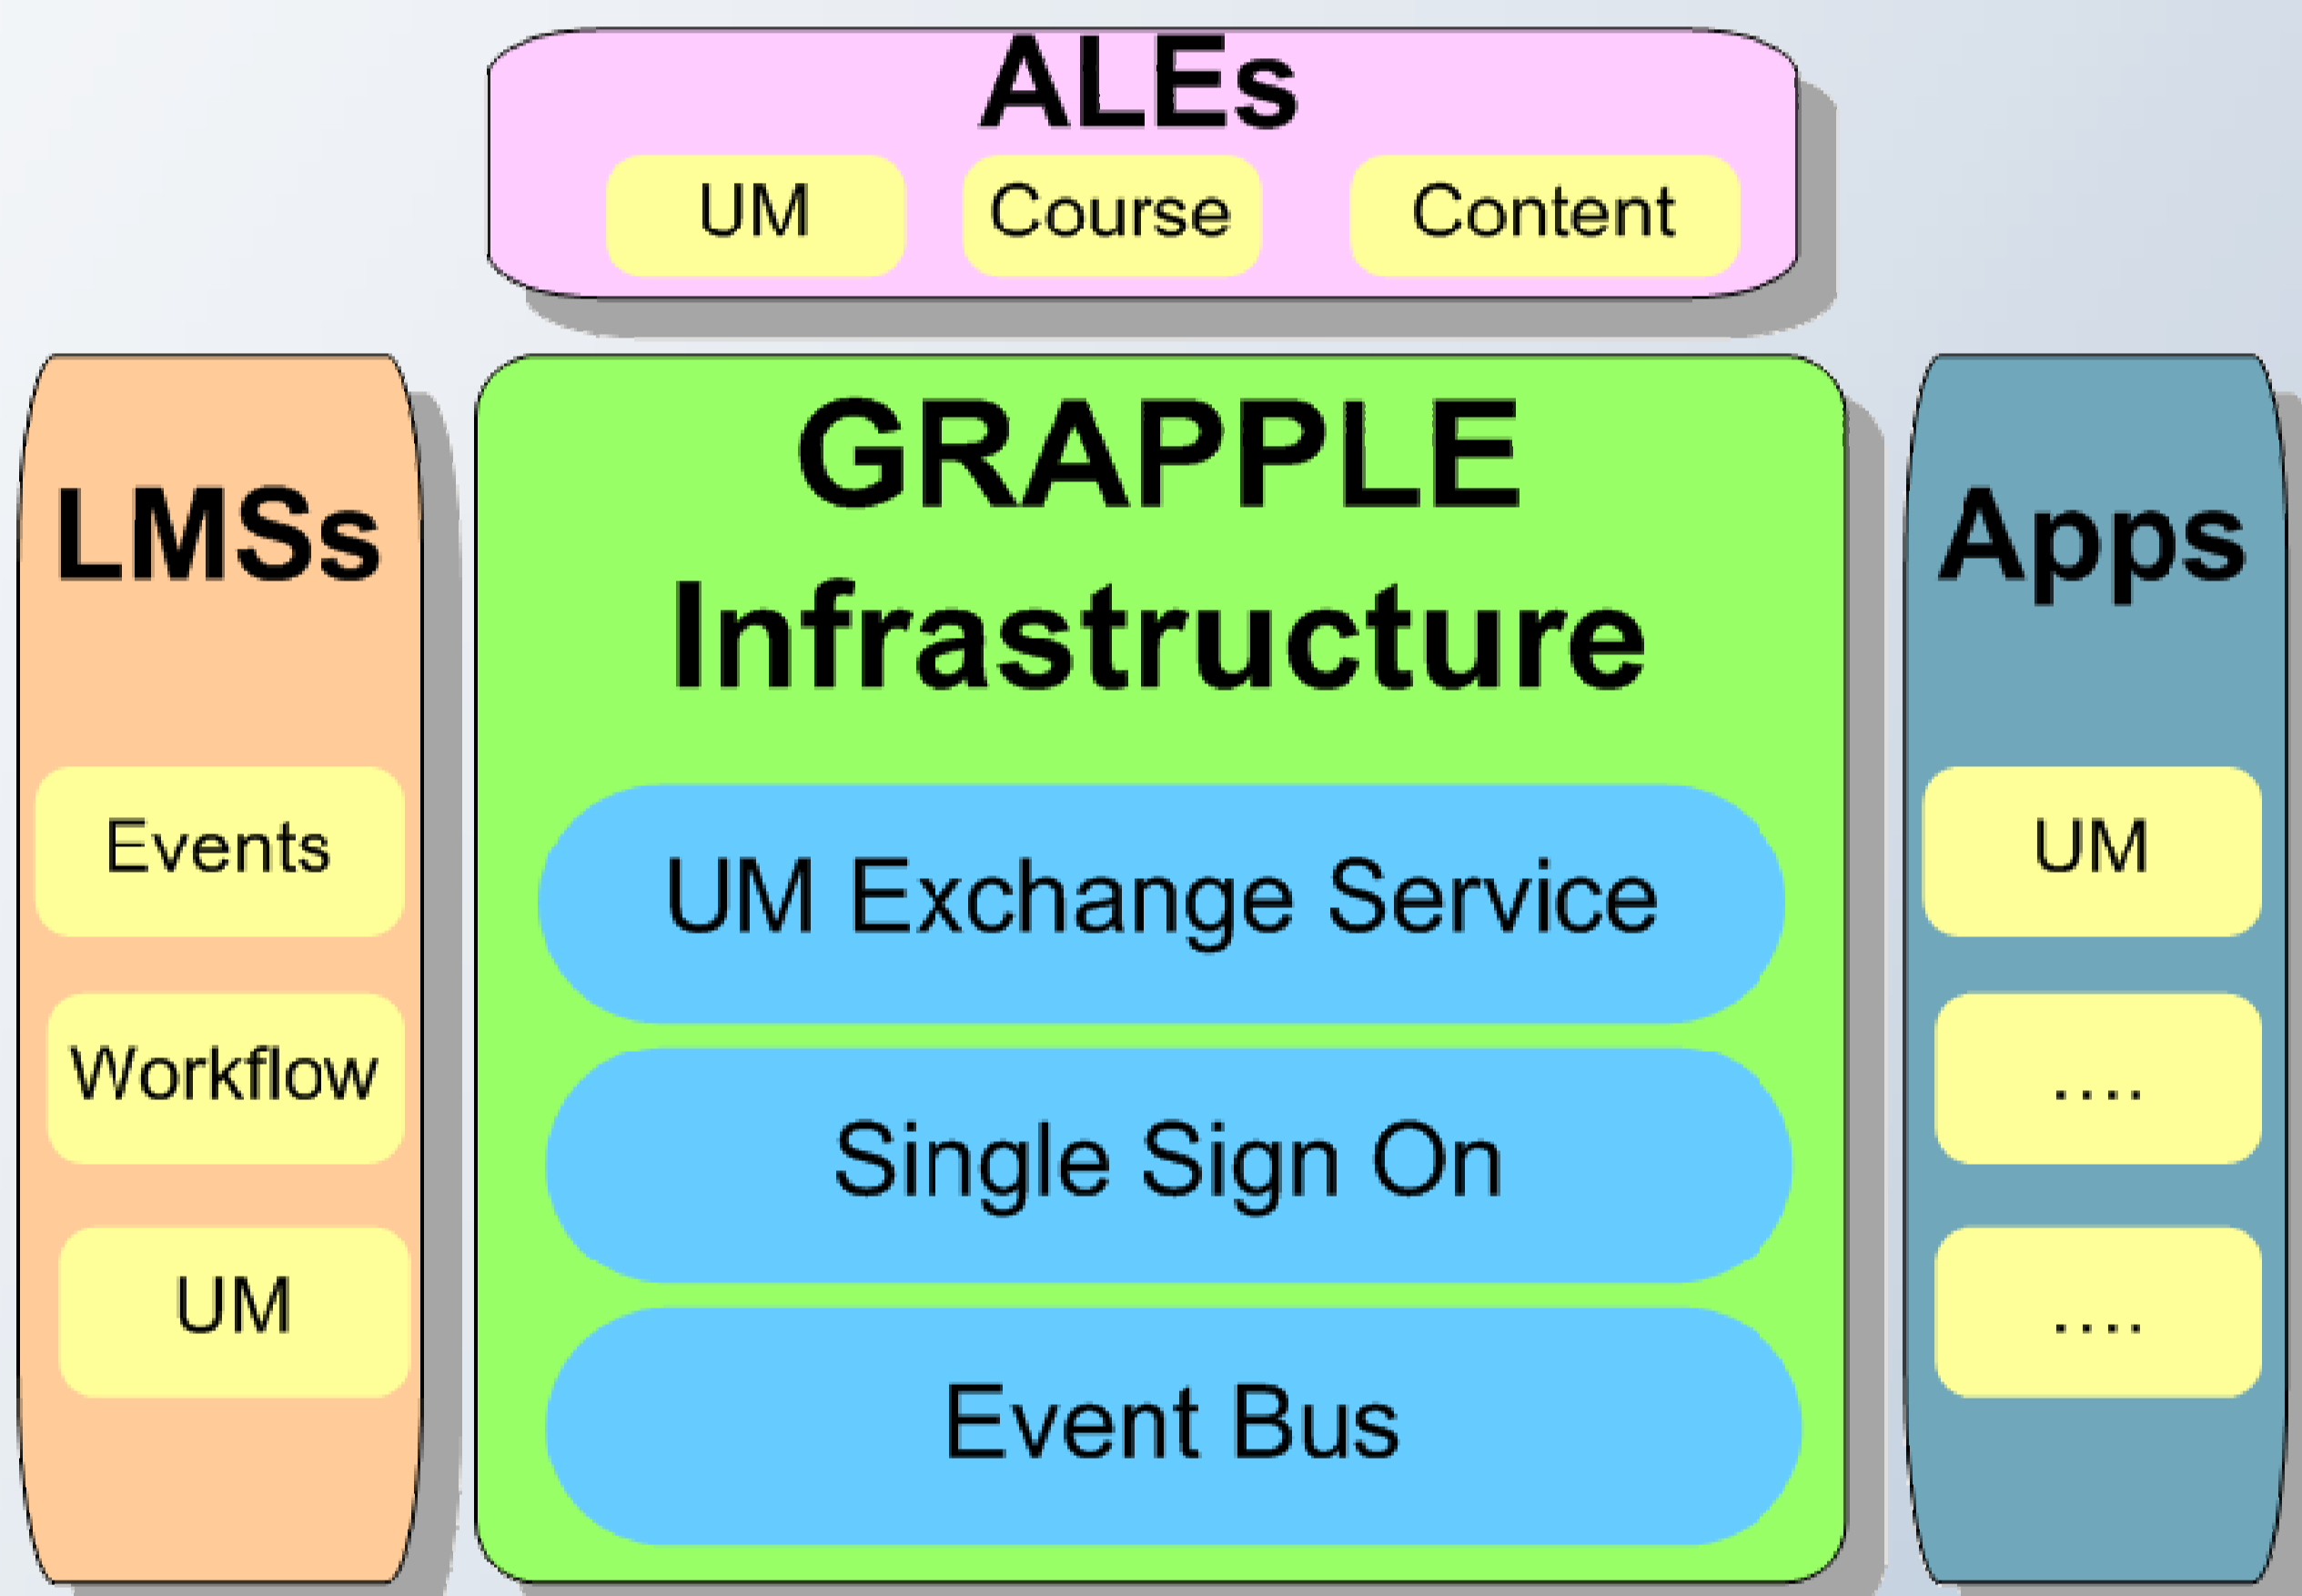 ALEs
UM
Course
Content
LMSs
Events
Workflow
UM
GRAPPLE
Infrastructure
UM Exchange Service
Single Sign On
Event Bus
Apps
UM
....
....